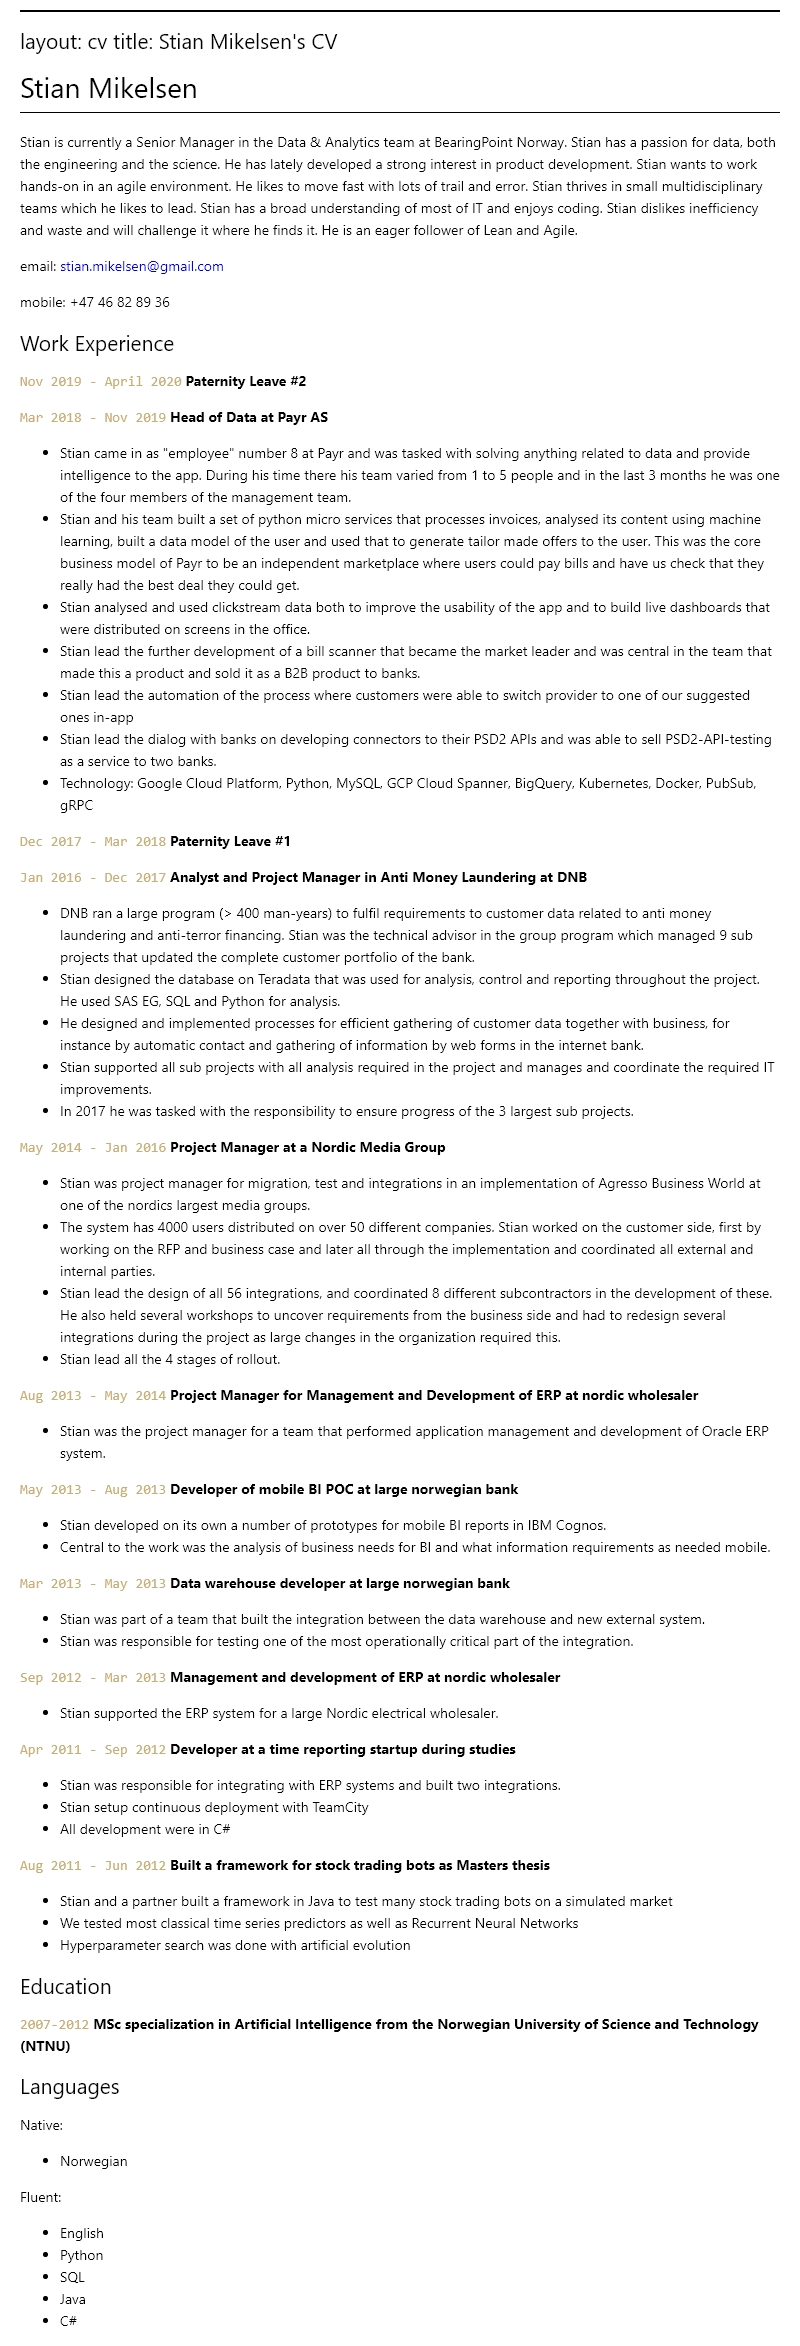 layout: cv title: Stian Mikelsen's CV
Stian Mikelsen
Stian is currently a Senior Manager in the Data & Analytics team at BearingPoint Norway. Stian has a passion for data, both
the engineering and the science. He has lately developed a strong interest in product development. Stian wants to work
hands-on in an agile environment. He likes to move fast with lots of trail and error. Stian thrives in small multidisciplinary
teams which he likes to lead. Stian has a broad understanding of most of IT and enjoys coding. Stian dislikes inefficiency
and waste and will challenge it where he finds it. He is an eager follower of Lean and Agile.
email: stian.mikelsen@gmail.com
mobile: +47 46 82 89 36
Work Experience
Nov 2019 - April 2020 Paternity Leave #2
Mar 2018 - Nov 2019 Head of Data at Payr AS
• Stian came in as "employee" number 8 at Payr and was tasked with solving anything related to data and provide
intelligence to the app. During his time there his team varied from 1 to 5 people and in the last 3 months he was one
of the four members of the management team.
• Stian and his team built a set of python micro services that processes invoices, analysed its content using machine
learning, built a data model of the user and used that to generate tailor made offers to the user. This was the core
business model of Payr to be an independent marketplace where users could pay bills and have us check that they
really had the best deal they could get.
• Stian analysed and used clickstream data both to improve the usability of the app and to build live dashboards that
were distributed on screens in the office.
• Stian lead the further development of a bill scanner that became the market leader and was central in the team that
made this a product and sold it as a B2B product to banks.
• Stian lead the automation of the process where customers were able to switch provider to one of our suggested
ones in-app
• Stian lead the dialog with banks on developing connectors to their PSD2 APIs and was able to sell PSD2-API-testing
as a service to two banks.
• Technology: Google Cloud Platform, Python, MySQL, GCP Cloud Spanner, BigQuery, Kubernetes, Docker, PubSub,
gRPC
Dec 2017 - Mar 2018 Paternity Leave #1
Jan 2016 - Dec 2017 Analyst and Project Manager in Anti Money Laundering at DNB
• DNB ran a large program (> 400 man-years) to fulfil requirements to customer data related to anti money
laundering and anti-terror financing. Stian was the technical advisor in the group program which managed 9 sub
projects that updated the complete customer portfolio of the bank.
• Stian designed the database on Teradata that was used for analysis, control and reporting throughout the project.
He used SAS EG, SQL and Python for analysis.
• He designed and implemented processes for efficient gathering of customer data together with business, for
instance by automatic contact and gathering of information by web forms in the internet bank.
• Stian supported all sub projects with all analysis required in the project and manages and coordinate the required IT
improvements.
• In 2017 he was tasked with the responsibility to ensure progress of the 3 largest sub projects.
May 2014 - Jan 2016 Project Manager at a Nordic Media Group
• Stian was project manager for migration, test and integrations in an implementation of Agresso Business World at
one of the nordics largest media groups.
• The system has 4000 users distributed on over 50 different companies. Stian worked on the customer side, first by
working on the RFP and business case and later all through the implementation and coordinated all external and
internal parties.
• Stian lead the design of all 56 integrations, and coordinated 8 different subcontractors in the development of these.
He also held several workshops to uncover requirements from the business side and had to redesign several
integrations during the project as large changes in the organization required this.
• Stian lead all the 4 stages of rollout.
Aug 2013 - May 2014 Project Manager for Management and Development of ERP at nordic wholesaler
• Stian was the project manager for a team that performed application management and development of Oracle ERP
system.
May 2013 - Aug 2013 Developer of mobile BI POC at large norwegian bank
• Stian developed on its own a number of prototypes for mobile BI reports in IBM Cognos.
• Central to the work was the analysis of business needs for BI and what information requirements as needed mobile.
Mar 2013 - May 2013 Data warehouse developer at large norwegian bank
• Stian was part of a team that built the integration between the data warehouse and new external system.
• Stian was responsible for testing one of the most operationally critical part of the integration.
Sep 2012 - Mar 2013 Management and development of ERP at nordic wholesaler
• Stian supported the ERP system for a large Nordic electrical wholesaler.
Apr 2011 - Sep 2012 Developer at a time reporting startup during studies
• Stian was responsible for integrating with ERP systems and built two integrations.
• Stian setup continuous deployment with TeamCity
• All development were in C#
Aug 2011 - Jun 2012 Built a framework for stock trading bots as Masters thesis
• Stian and a partner built a framework in Java to test many stock trading bots on a simulated market
• We tested most classical time series predictors as well as Recurrent Neural Networks
• Hyperparameter search was done with artificial evolution
Education
2007-2012 MSc specialization in Artificial Intelligence from the Norwegian University of Science and Technology
(NTNU)
Languages
Native:
• Norwegian
Fluent:
• English
• Python
• SQL
• Java
• C#